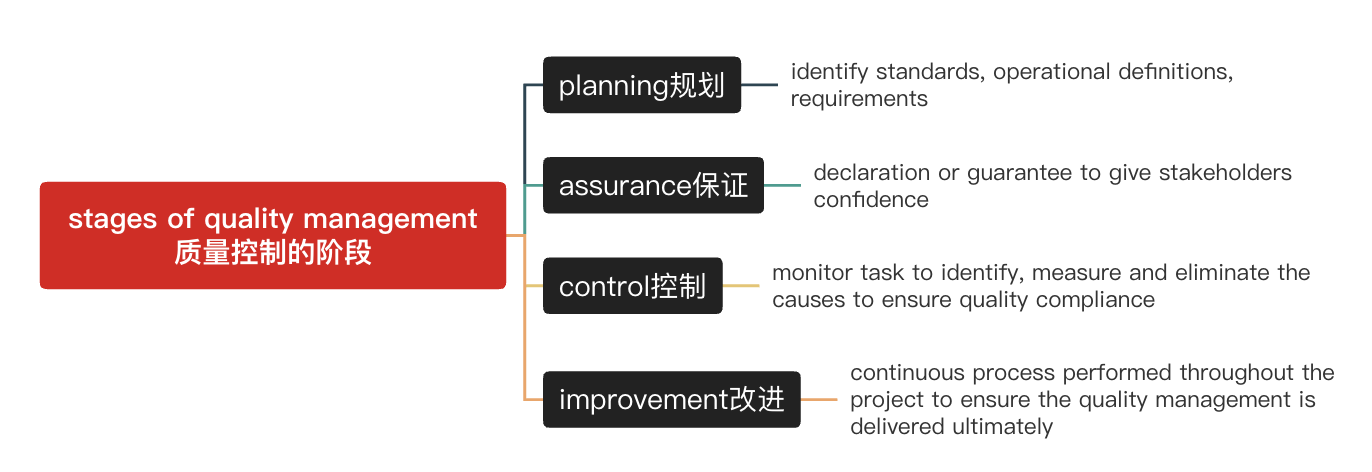 stages of quality management
质量控制的阶段
planning规划
identify standards, operational definitions,
requirements
assurance保证
declaration or guarantee to give stakeholders
confidence
control控制
monitor task to identify, measure and eliminate the
causes to ensure quality compliance
improvement改进
continuous process performed throughout the
project to ensure the quality management is
delivered ultimately